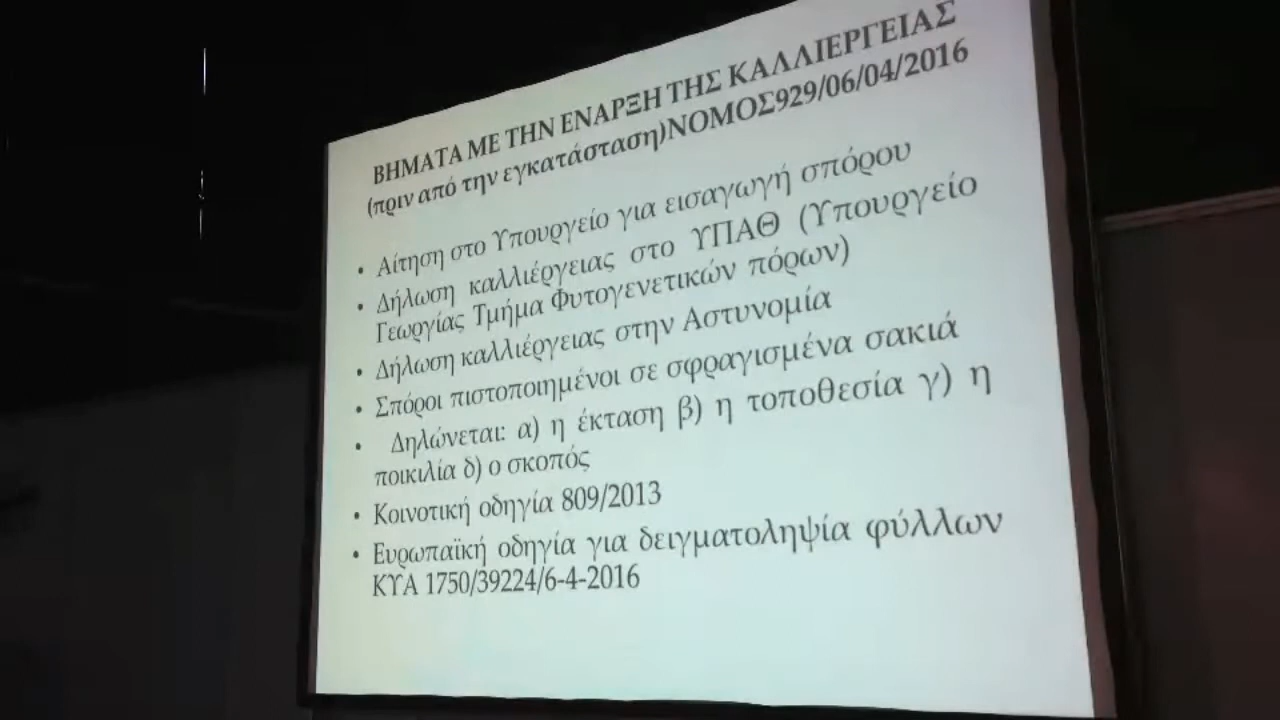 ΒΗΜΑΤΑ ΜΕ ΤΗΝ ΕΝΑΡΞΗ ΤΗΣ ΚΑΛΛΙΕΡΓΕΙΑΣ
(πριν από την εγκατάσταση)ΝΟΜΟΣ929/06/04/2016
• Αίτηση στο Υπουργείο για εισαγωγή σπόρου
• Δήλωση καλλιέργειας στο ΥΠΑΘ (Υπουργείο
Γεωργίας Τμήμα Φυτογενετικών πόρων)
• Δήλωση καλλιέργειας στην Αστυνομία
• Σπόροι πιστοποιημένοι σε σφραγισμένα σακιά
• Δηλώνεται: α) η έκταση β) η τοποθεσία γ) η
ποικιλία δ) ο σκοπός
• Κοινοτική οδηγία 809/2013
• Ευρωπαϊκή οδηγία για δειγματοληψία φύλλων
ΚΥΑ 1750/39224/6-4-2016